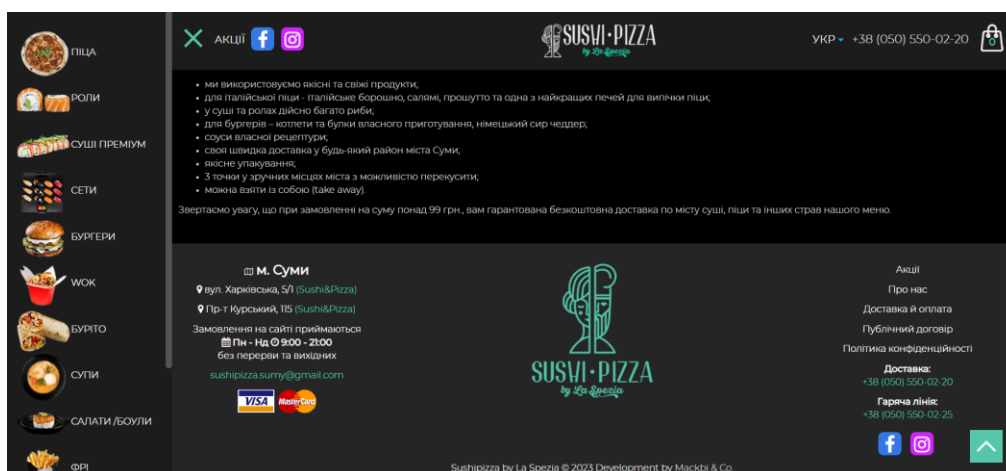 АКЦІЇ
SUSHI·PIZZA
by La Spezia
УКР
+38 (050) 550-02-20
0
ПІЦА
РОЛИ
СУШІ ПРЕМІУМ
СЕТИ
БУРГЕРИ
WOK
БУРІТО
СУПИ
САЛАТИ /БОУЛИ
ФРІ
ми використовуємо якісні та свіжі продукти;
для італійської піци - італійське борошно, салямі, прошутто та одна з найкращих печей для випічки піци;
у суші та ролах дійсно багато риби;
для бургерів – котлети та булки власного приготування, німецький сир чеддер;
соуси власної рецептури;
своя швидка доставка у будь-який район міста Суми;
якісне упакування;
3 точки у зручних місцях міста з можливістю перекусити;
можна взяти із собою (take away).
Звертаємо увагу, що при замовленні на суму понад 99 грн., вам гарантована безкоштовна доставка по місту суші, піци та інших страв нашого меню.
м. Суми
вул. Харківська, 5/1 (Sushi&Pizza)
Пр-т Курський, 115 (Sushi&Pizza)
Замовлення на сайті приймаються
Пн - Нд 9:00 - 21:00
без перерви та вихідних
sushipizza.sumy@gmail.com
VISA MasterCard
SUSHI·PIZZA
by La Spezia
Акції
Про нас
Доставка й оплата
Публічний договір
Політика конфіденційності
Доставка:
+38 (050) 550-02-20
Гаряча лінія:
+38 (050) 550-02-25
Sushipizza by La Spezia © 2023 Development by Mackbi & Co.